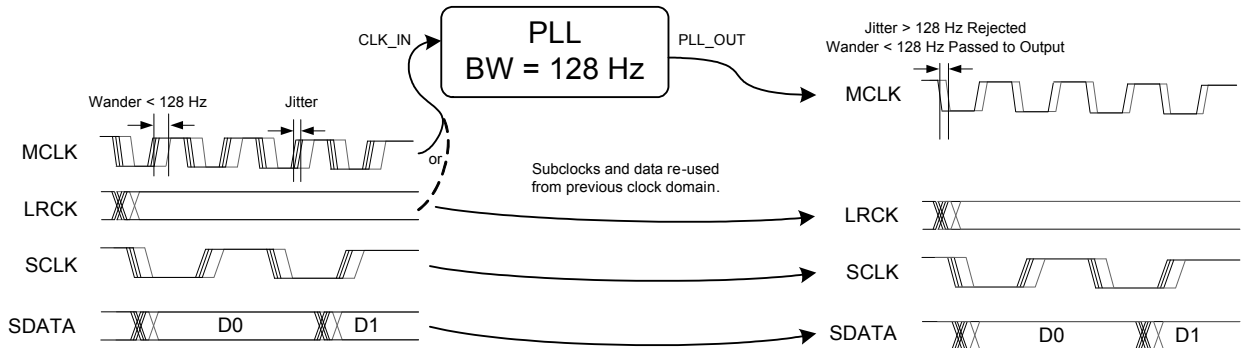 PLL
BW = 128 Hz
CLK_IN
PLL_OUT
Jitter > 128 Hz Rejected
Wander < 128 Hz Passed to Output
Wander < 128 Hz
Jitter
MCLK
or
MCLK
Subclocks and data re-used
from previous clock domain.
LRCK
LRCK
SCLK
SCLK
SDATA
D0
D1
SDATA
D0
D1